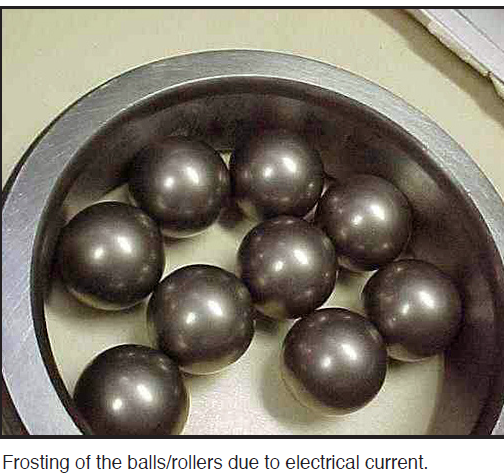 Frosting of the balls/rollers due to electrical current.